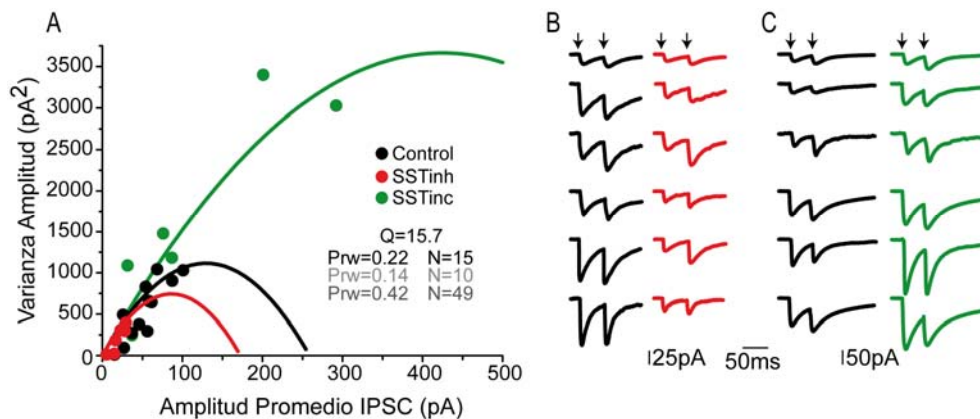 A
B
C
Varianza Amplitud (pA²)
3500
3000
2500
2000
1500
1000
500
0
Control
SSTinh
SSTinc
Q=15.7
Prw=0.22 N=15
Prw=0.14 N=10
Prw=0.42 N=49
0 100 200 300 400 500
Amplitud Promedio IPSC (pA)
25pA
50ms
50pA